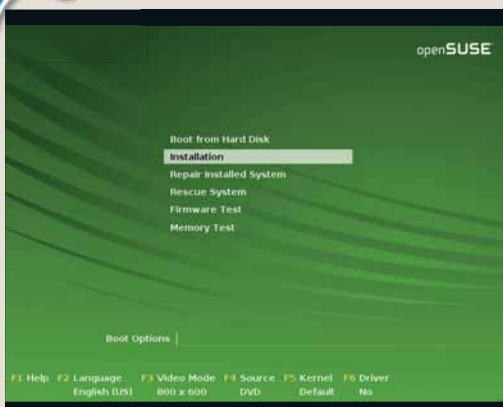 openSUSE
Boot from Hard Disk
Installation
Repair Installed System
Rescue System
Firmware Test
Memory Test
Boot Options
F1 Help F2 Language F3 Video Mode F4 Source F5 Kernel F6 Driver
English (US) 800 x 600 DVD Default No